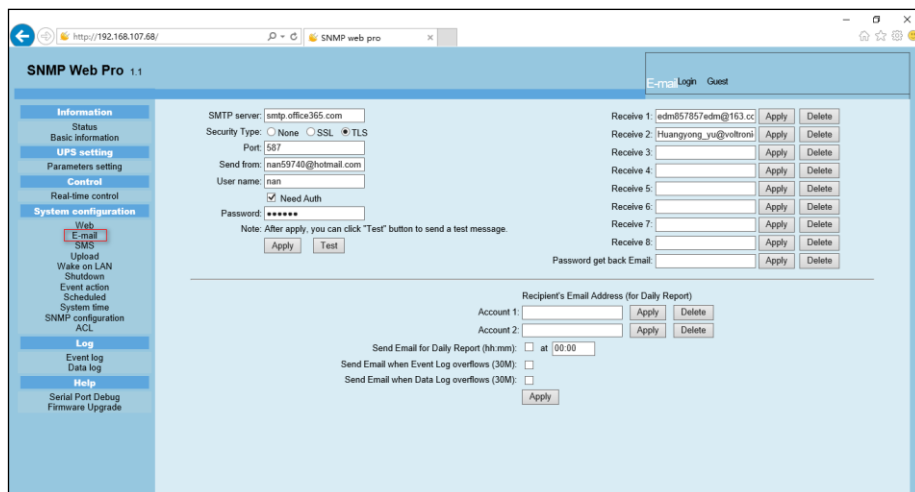 http://192.168.107.68/
SNMP web pro
SNMP Web Pro 1.1
E-mail Login Guest
Information
Status
Basic information
UPS setting
Parameters setting
Control
Real-time control
System configuration
Web
E-mail
SMS
Upload
Wake on LAN
Shutdown
Event action
Scheduled
System time
SNMP configuration
ACL
Log
Event log
Data log
Help
Serial Port Debug
Firmware Upgrade
SMTP server: smtp.office365.com
Security Type: None SSL TLS
Port: 587
Send from: nan59740@hotmail.com
User name: nan
Need Auth
Password: ••••••
Note: After apply, you can click "Test" button to send a test message.
Apply Test
Receive 1: edm857857edm@163.cc Apply Delete
Receive 2: Huangyong_yu@voltroni Apply Delete
Receive 3: Apply Delete
Receive 4: Apply Delete
Receive 5: Apply Delete
Receive 6: Apply Delete
Receive 7: Apply Delete
Receive 8: Apply Delete
Password get back Email: Apply Delete
Recipient's Email Address (for Daily Report)
Account 1: Apply Delete
Account 2: Apply Delete
Send Email for Daily Report (hh:mm): at 00:00
Send Email when Event Log overflows (30M):
Send Email when Data Log overflows (30M):
Apply